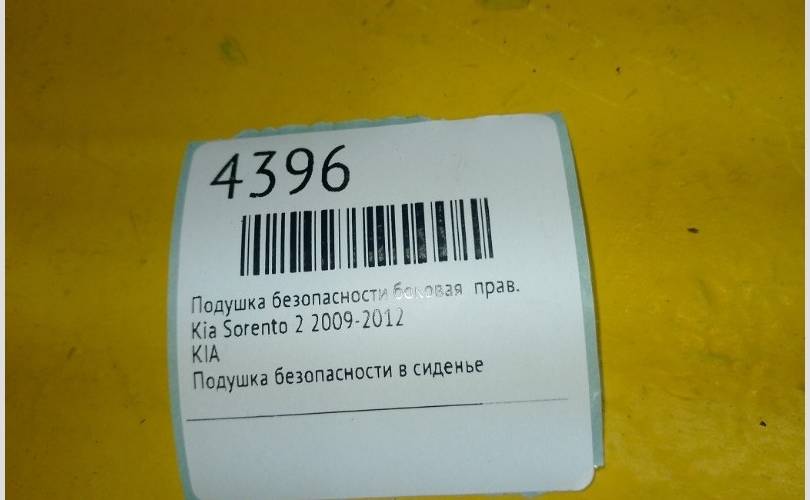 4396
Подушка безопасности боковая прав.
Kia Sorento 2 2009-2012
KIA
Подушка безопасности в сиденье